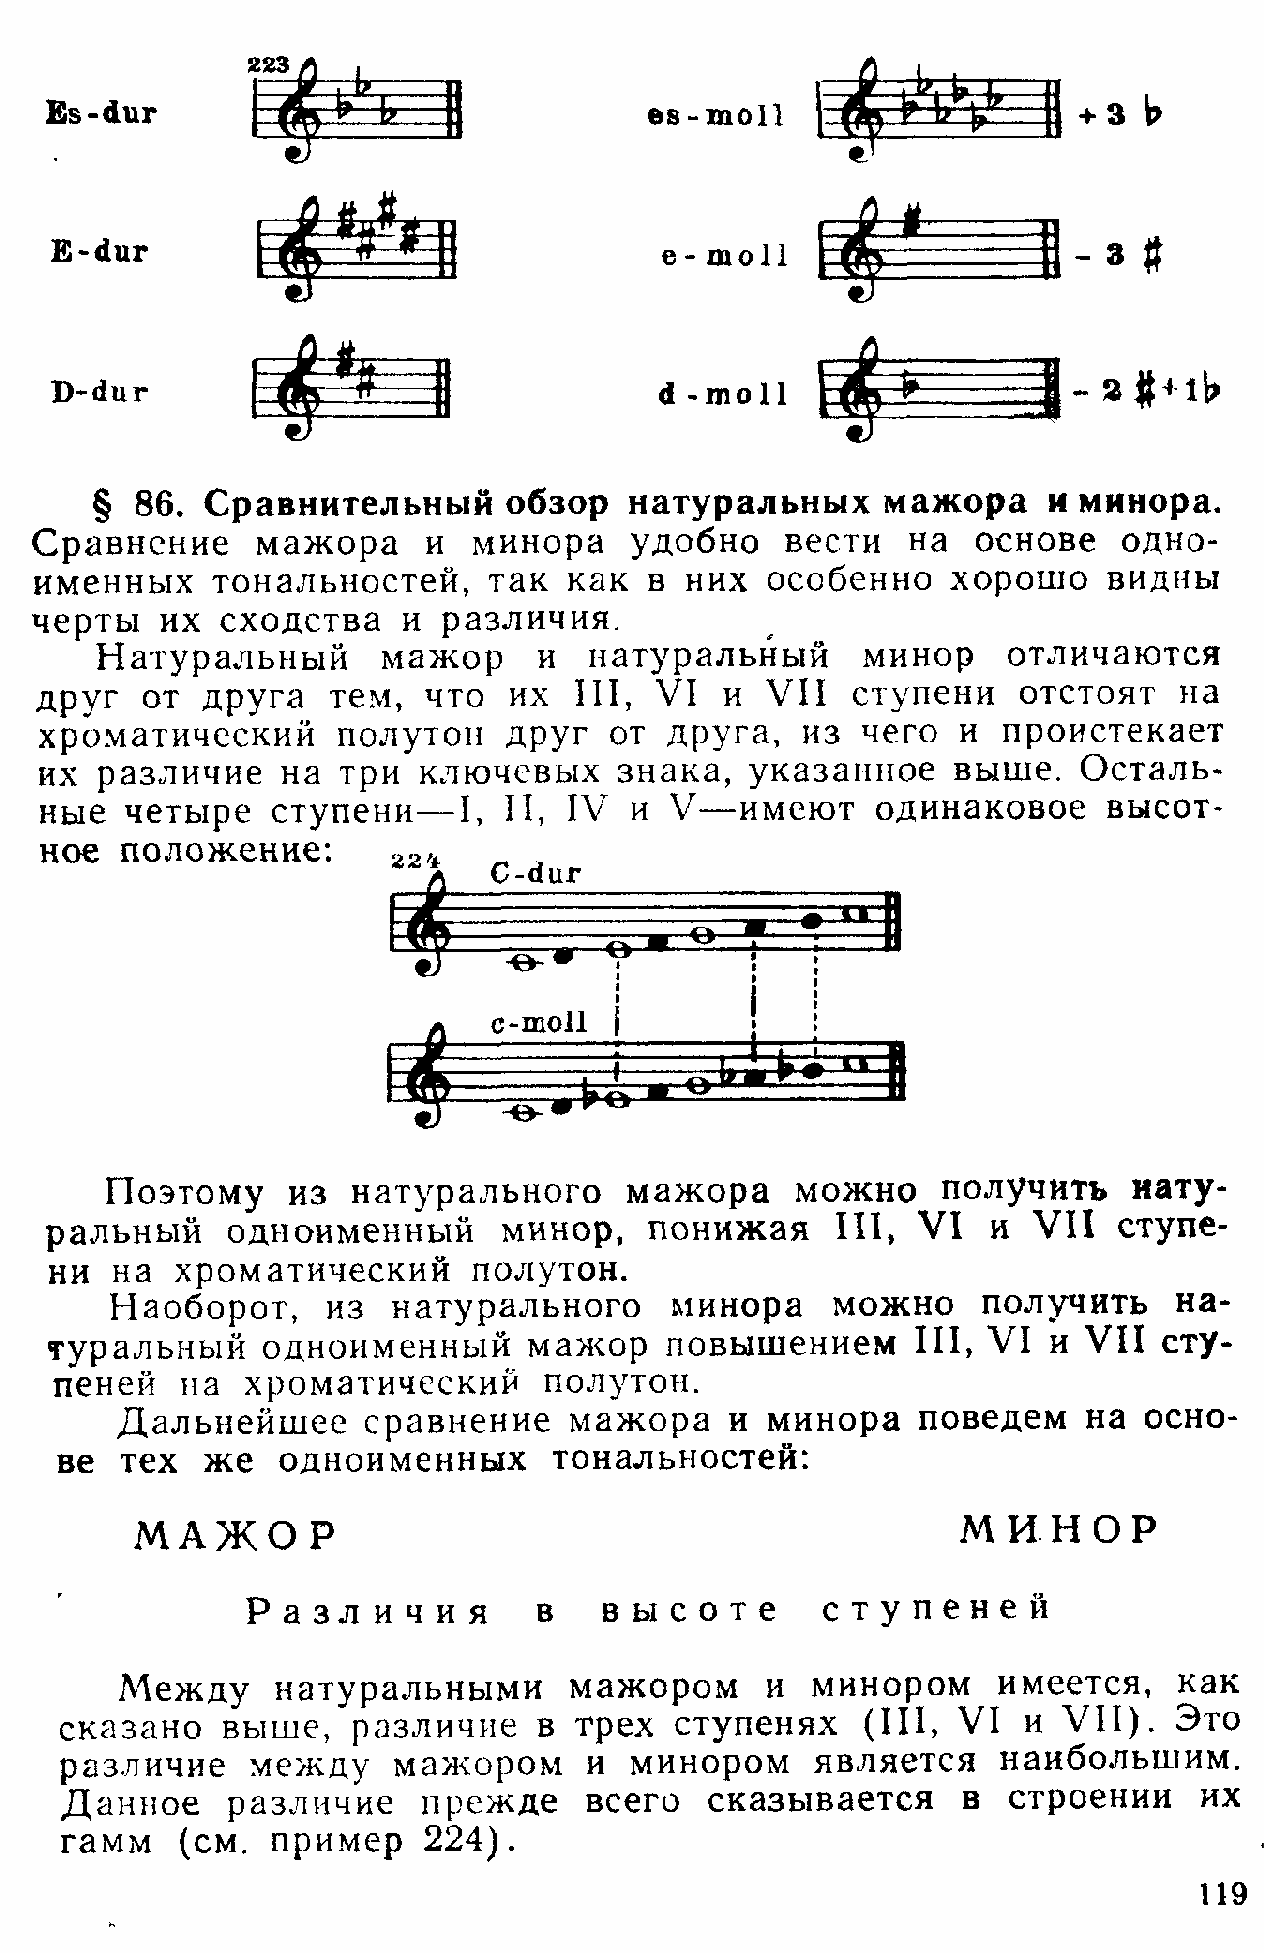 223
Es-dur es-moll + 3 ♭
E-dur e-moll - 3 ♯
D-dur d-moll - 2 ♯+1♭
§ 86. Сравнительный обзор натуральных мажора и минора.
Сравнение мажора и минора удобно вести на основе одно-
именных тональностей, так как в них особенно хорошо видны
черты их сходства и различия.
Натуральный мажор и натуральный минор отличаются
друг от друга тем, что их III, VI и VII ступени отстоят на
хроматический полутон друг от друга, из чего и проистекает
их различие на три ключевых знака, указанное выше. Осталь-
ные четыре ступени—I, II, IV и V—имеют одинаковое высот-
ное положение:
224 C-dur
c-moll
Поэтому из натурального мажора можно получить нату-
ральный одноименный минор, понижая III, VI и VII ступе-
ни на хроматический полутон.
Наоборот, из натурального минора можно получить на-
туральный одноименный мажор повышением III, VI и VII сту-
пеней на хроматический полутон.
Дальнейшее сравнение мажора и минора поведем на осно-
ве тех же одноименных тональностей:
МАЖОР МИНОР
Различия в высоте ступеней
Между натуральными мажором и минором имеется, как
сказано выше, различие в трех ступенях (III, VI и VII). Это
различие между мажором и минором является наибольшим.
Данное различие прежде всего сказывается в строении их
гамм (см. пример 224).
119